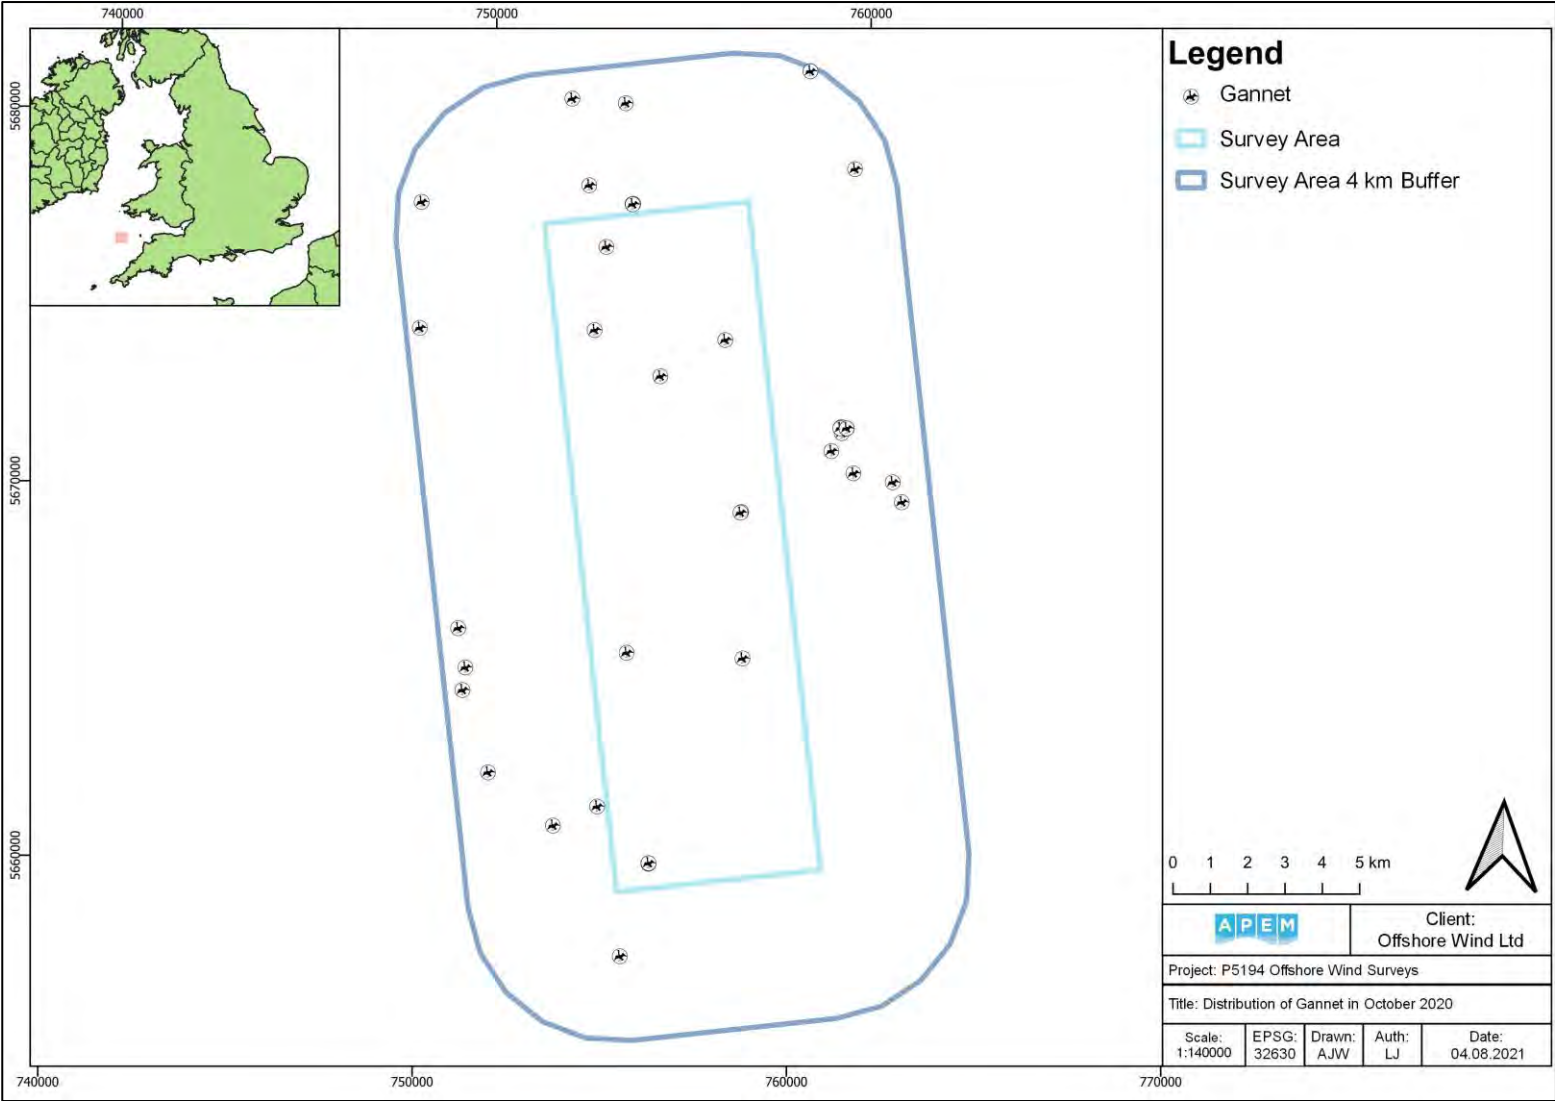 740000
750000
760000
5680000
5670000
5660000
Legend
Gannet
Survey Area
Survey Area 4 km Buffer
0 1 2 3 4 5 km
APEM
Client:
Offshore Wind Ltd
Project: P5194 Offshore Wind Surveys
Title: Distribution of Gannet in October 2020
Scale:
1:140000
EPSG:
32630
Drawn:
AJW
Auth:
LJ
Date:
04.08.2021
740000
750000
760000
770000